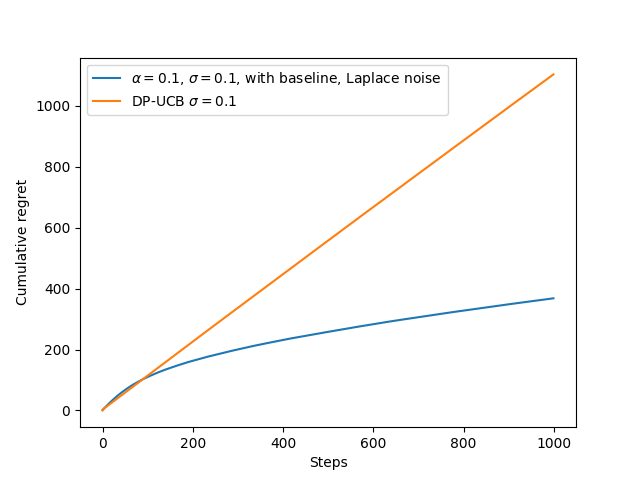 α = 0.1, σ = 0.1, with baseline, Laplace noise
DP-UCB σ = 0.1
1000
800
600
400
200
0
Cumulative regret
0 200 400 600 800 1000
Steps